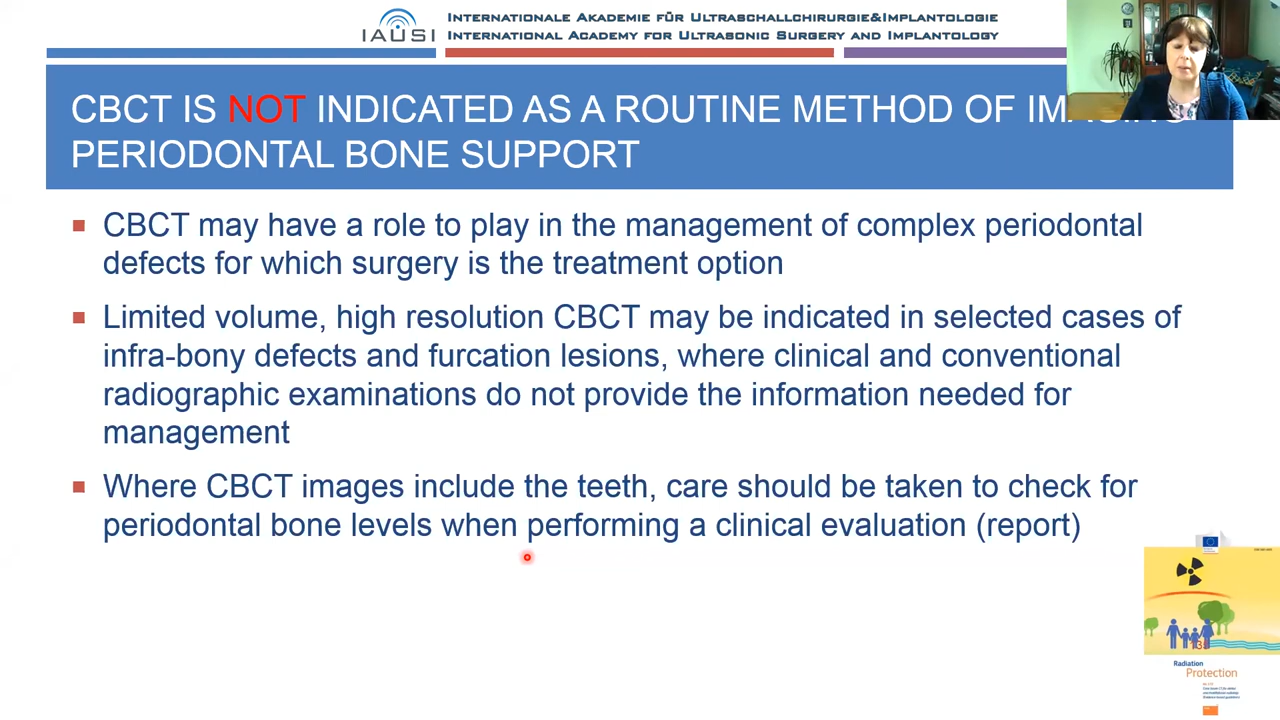 IAUSI
INTERNATIONALE AKADEMIE FÜR ULTRASCHALLCHIRURGIE&IMPLANTOLOGIE
INTERNATIONAL ACADEMY FOR ULTRASONIC SURGERY AND IMPLANTOLOGY
CBCT IS NOT INDICATED AS A ROUTINE METHOD OF IMAGING
PERIODONTAL BONE SUPPORT
CBCT may have a role to play in the management of complex periodontal
defects for which surgery is the treatment option
Limited volume, high resolution CBCT may be indicated in selected cases of
infra-bony defects and furcation lesions, where clinical and conventional
radiographic examinations do not provide the information needed for
management
Where CBCT images include the teeth, care should be taken to check for
periodontal bone levels when performing a clinical evaluation (report)
Radiation
Protection